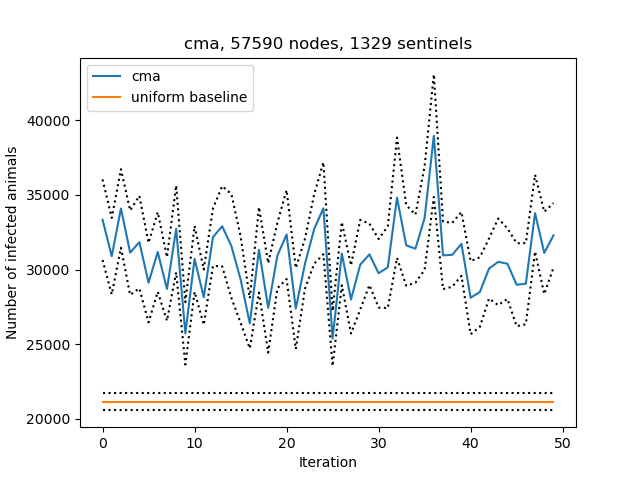 cma, 57590 nodes, 1329 sentinels
cma
uniform baseline
Number of infected animals
40000
35000
30000
25000
20000
0 10 20 30 40 50
Iteration